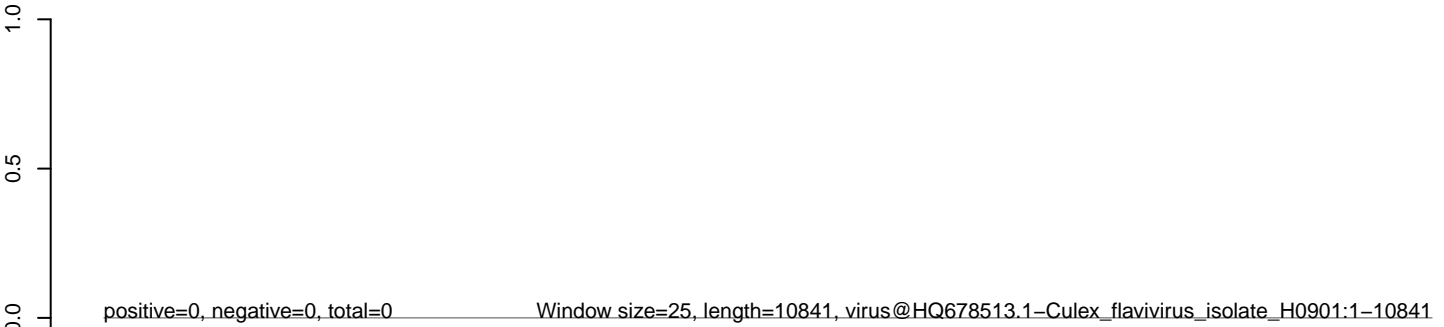 1.0
0.5
0.0
positive=0, negative=0, total=0 Window size=25, length=10841, virus@HQ678513.1−Culex_flavivirus_isolate_H0901:1−10841